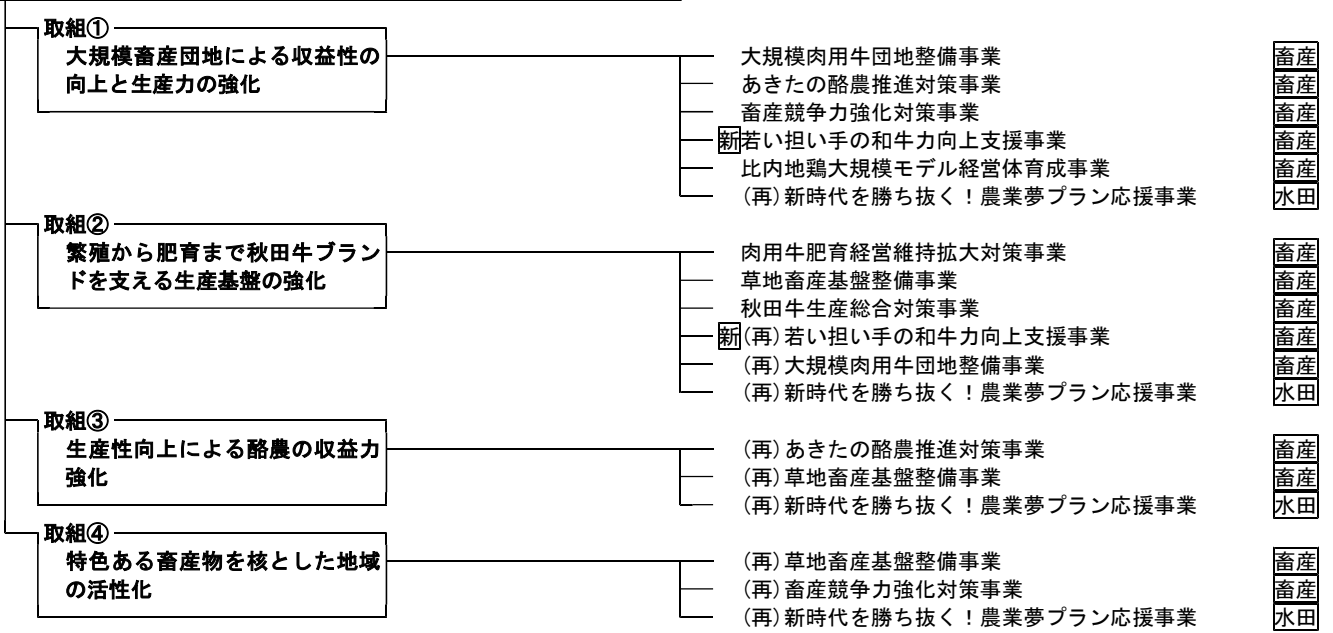 取組①
大規模畜産団地による収益性の
向上と生産力の強化
大規模肉用牛団地整備事業 畜産
あきたの酪農推進対策事業 畜産
畜産競争力強化対策事業 畜産
新若い担い手の和牛力向上支援事業 畜産
比内地鶏大規模モデル経営体育成事業 畜産
(再)新時代を勝ち抜く！農業夢プラン応援事業 水田
取組②
繁殖から肥育まで秋田牛ブラン
ドを支える生産基盤の強化
肉用牛肥育経営維持拡大対策事業 畜産
草地畜産基盤整備事業 畜産
秋田牛生産総合対策事業 畜産
新(再)若い担い手の和牛力向上支援事業 畜産
(再)大規模肉用牛団地整備事業 畜産
(再)新時代を勝ち抜く！農業夢プラン応援事業 水田
取組③
生産性向上による酪農の収益力
強化
(再)あきたの酪農推進対策事業 畜産
(再)草地畜産基盤整備事業 畜産
(再)新時代を勝ち抜く！農業夢プラン応援事業 水田
取組④
特色ある畜産物を核とした地域
の活性化
(再)草地畜産基盤整備事業 畜産
(再)畜産競争力強化対策事業 畜産
(再)新時代を勝ち抜く！農業夢プラン応援事業 水田